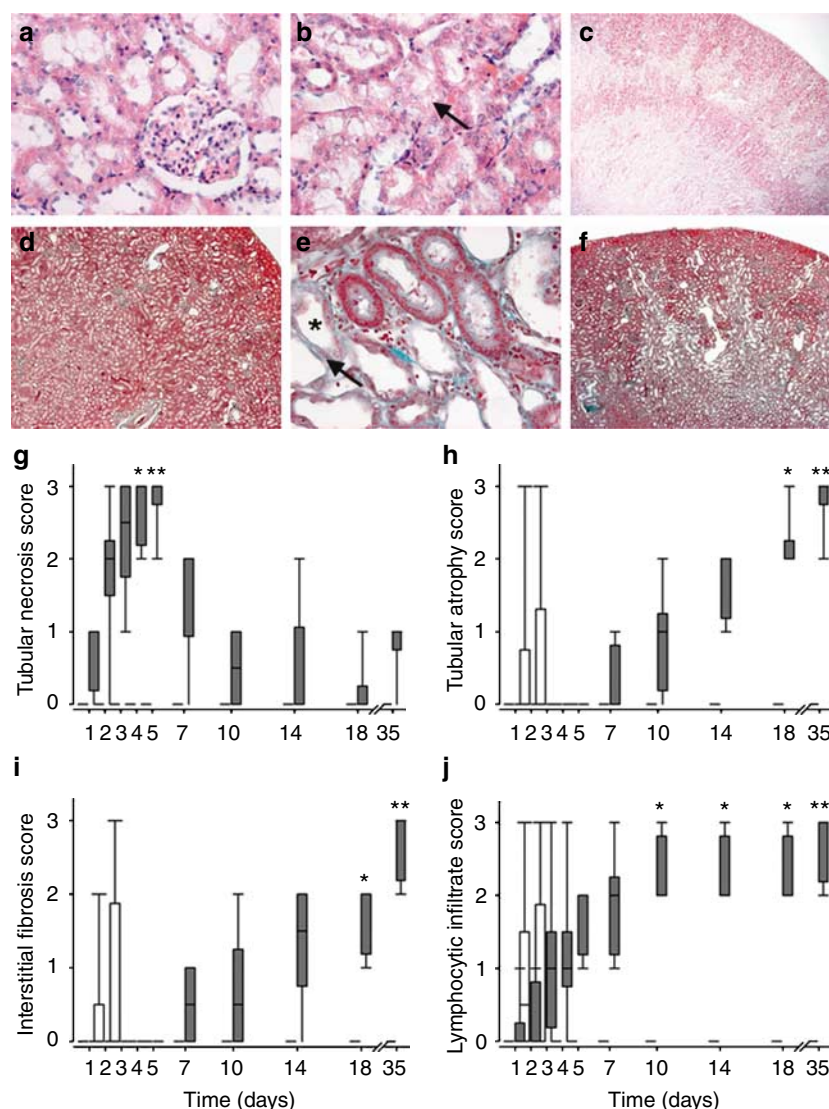 a
b
c
d
e
f
*
g
h
Tubular necrosis score
3
2
1
0
* **
1 2 3 4 5 7 10 14 18 35
Tubular atrophy score
3
2
1
0
* **
1 2 3 4 5 7 10 14 18 35
i
j
Interstitial fibrosis score
3
2
1
0
* **
1 2 3 4 5 7 10 14 18 35
Time (days)
Lymphocytic infiltrate score
3
2
1
0
* * * **
1 2 3 4 5 7 10 14 18 35
Time (days)